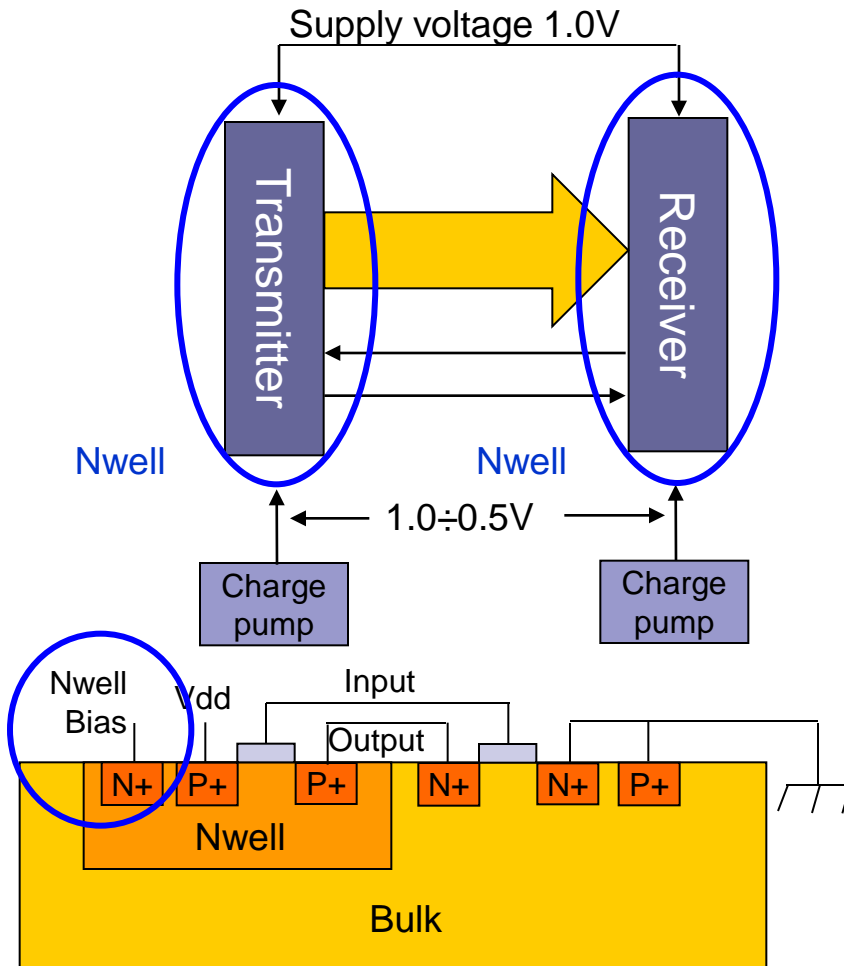 Supply voltage 1.0V
Transmitter
Receiver
Nwell
Nwell
1.0÷0.5V
Charge
pump
Charge
pump
Nwell
Bias
Vdd
Input
Output
N+
P+
P+
N+
N+
P+
Nwell
Bulk